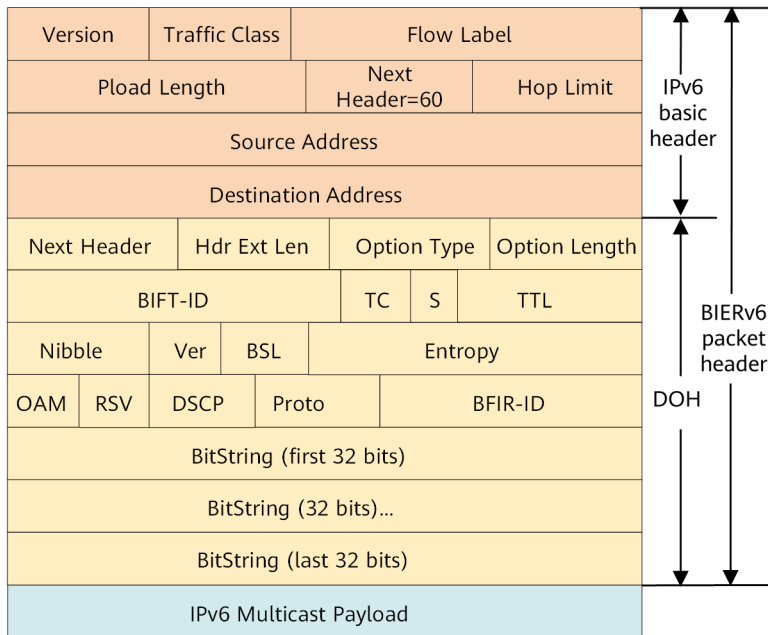 Version Traffic Class Flow Label
Pload Length Next Header=60 Hop Limit
Source Address
Destination Address
IPv6 basic header
Next Header Hdr Ext Len Option Type Option Length
BIFT-ID TC S TTL
Nibble Ver BSL Entropy
OAM RSV DSCP Proto BFIR-ID
BitString (first 32 bits)
BitString (32 bits)...
BitString (last 32 bits)
DOH
BIERv6 packet header
IPv6 Multicast Payload